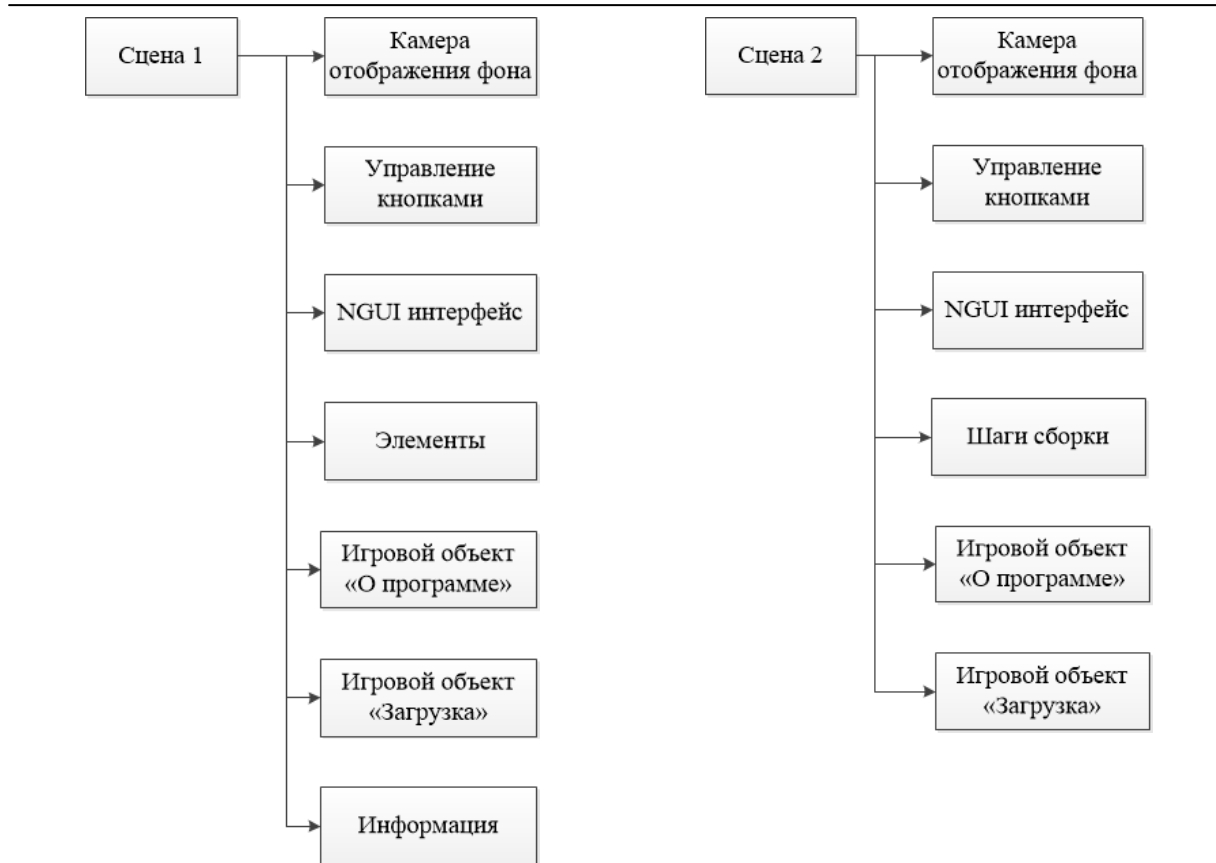 Сцена 1
Камера
отображения фона
Управление
кнопками
NGUI интерфейс
Элементы
Игровой объект
«О программе»
Игровой объект
«Загрузка»
Информация
Сцена 2
Камера
отображения фона
Управление
кнопками
NGUI интерфейс
Шаги сборки
Игровой объект
«О программе»
Игровой объект
«Загрузка»